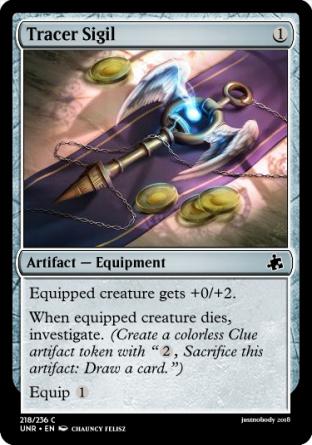 Tracer Sigil 1
Artifact — Equipment
Equipped creature gets +0/+2.
When equipped creature dies,
investigate. (Create a colorless Clue
artifact token with “2, Sacrifice this
artifact: Draw a card.”)
Equip 1
218/236 C justnobody 2018
UNR • EN CHAUNCY FELISZ